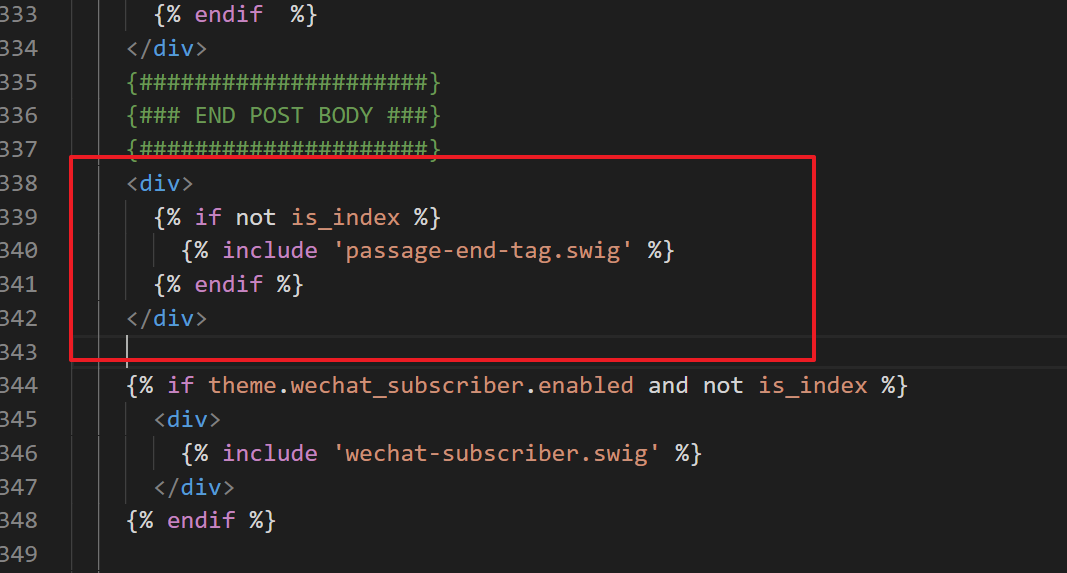 333 {% endif  %}
334 </div>
335 {#####################}
336 {### END POST BODY ###}
337 {#####################}
338 <div>
339 {% if not is_index %}
340 {% include 'passage-end-tag.swig' %}
341 {% endif %}
342 </div>
343
344 {% if theme.wechat_subscriber.enabled and not is_index %}
345 <div>
346 {% include 'wechat-subscriber.swig' %}
347 </div>
348 {% endif %}
349